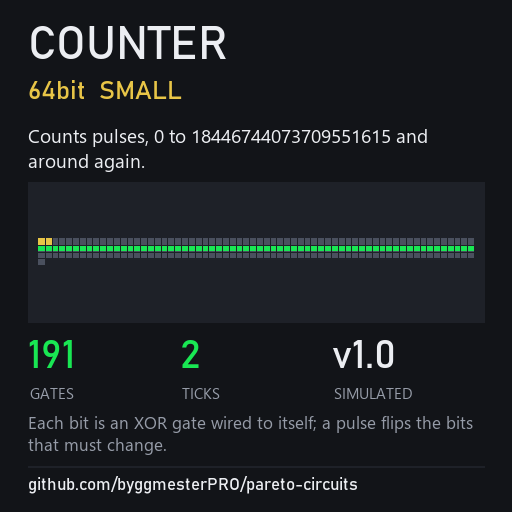 COUNTER
64bit SMALL
Counts pulses, 0 to 18446744073709551615 and
around again.
191
2
v1.0
GATES
TICKS
SIMULATED
Each bit is an XOR gate wired to itself; a pulse flips the bits
that must change.
github.com/byggmesterPRO/pareto-circuits